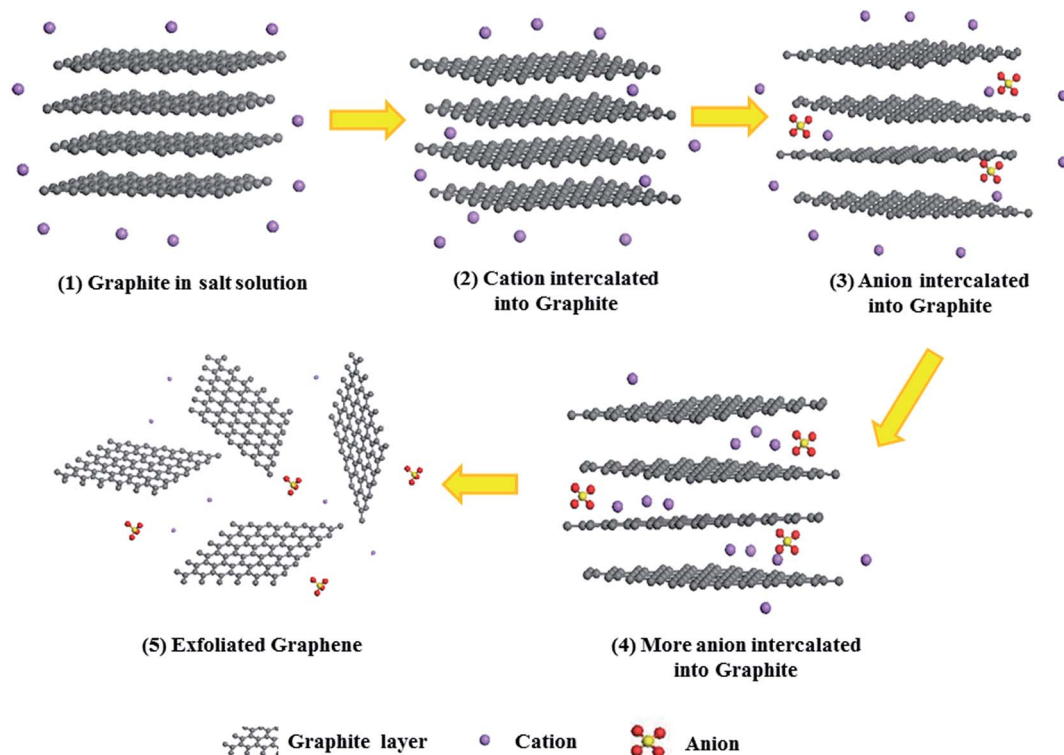 (1) Graphite in salt solution
(2) Cation intercalated
into Graphite
(3) Anion intercalated
into Graphite
(5) Exfoliated Graphene
(4) More anion intercalated
into Graphite
Graphite layer
Cation
Anion